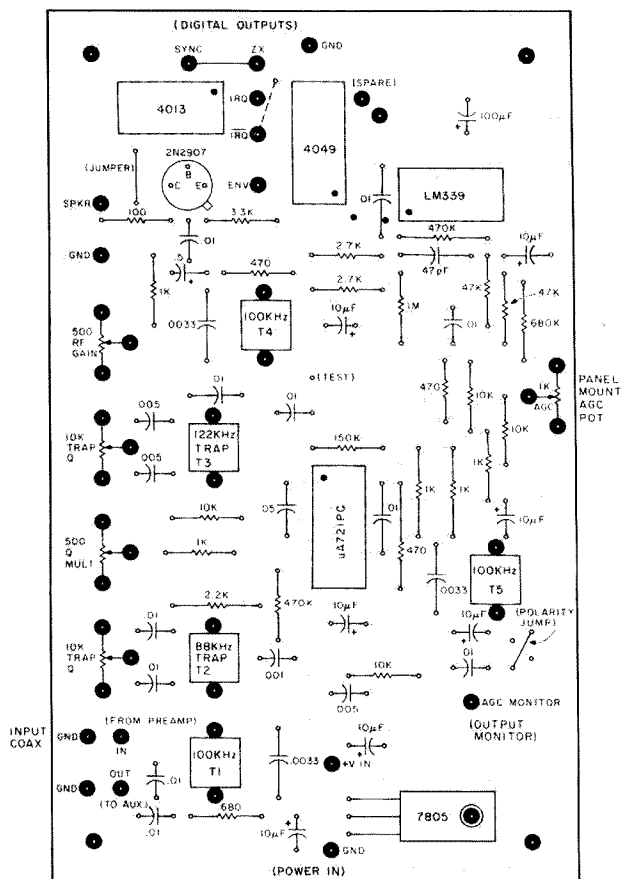 (DIGITAL OUTPUTS)
SYNC ZX GND
4013 IRQ (SPARE)
100µF
IRQ 4049
2N2907
B
C E
(JUMPER) ENV .01 LM339
SPKR
100 3.3K 470K
.01 2.7K 10µF
GND .5 470 47pF
2.7K 47K 47K
1K .0033 100KHz T4 10µF 1M .01 680K
500 RF GAIN
(TEST) 470 10K 1K PANEL MOUNT AGC POT
.01 AGC
.005 .01 10K
10K TRAP Q 122KHz TRAP T3 150K
.005 1K
10K .05 uA721PC .01 1K 1K 10µF
500 Q MULT 1K 470
.0033 100KHz T5
2.2K 470K
.01 10µF 10µF (POLARITY JUMP)
10K TRAP Q 88KHz TRAP T2 .01
.01 .001 10K
.005 AGC MONITOR
INPUT COAX GND (FROM PREAMP) IN (OUTPUT MONITOR)
100KHz T1 .0033 10µF
GND OUT .01 +V IN
(TO AUX.) .01 680 7805
10µF
GND
(POWER IN)